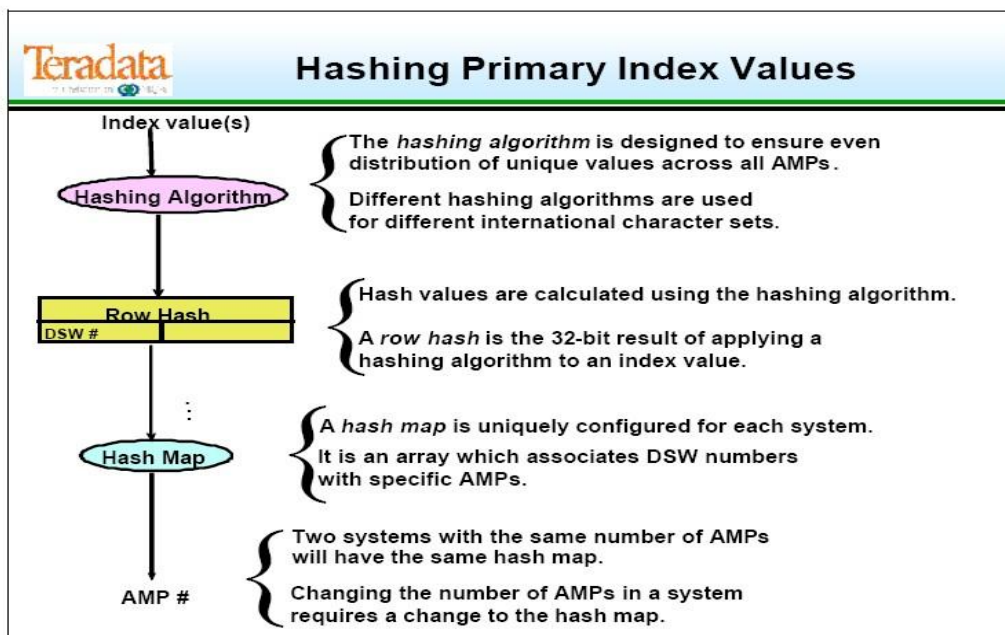 Teradata
Hashing Primary Index Values
Index value(s)
The hashing algorithm is designed to ensure even
distribution of unique values across all AMPs.
Hashing Algorithm
Different hashing algorithms are used
for different international character sets.
Hash values are calculated using the hashing algorithm.
Row Hash
DSW #
A row hash is the 32-bit result of applying a
hashing algorithm to an index value.
A hash map is uniquely configured for each system.
Hash Map
It is an array which associates DSW numbers
with specific AMPs.
Two systems with the same number of AMPs
will have the same hash map.
AMP #
Changing the number of AMPs in a system
requires a change to the hash map.